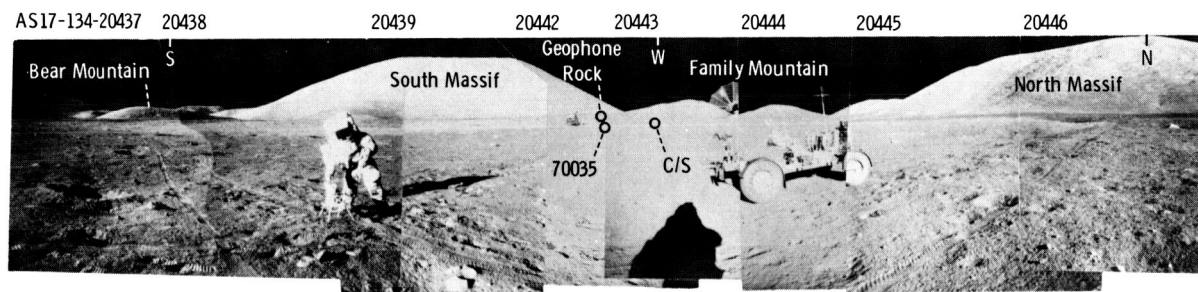 AS17-134-20437 20438 20439 20442 20443 20444 20445 20446
S W N
Geophone
Rock
Bear Mountain South Massif Family Mountain North Massif
70035 C/S